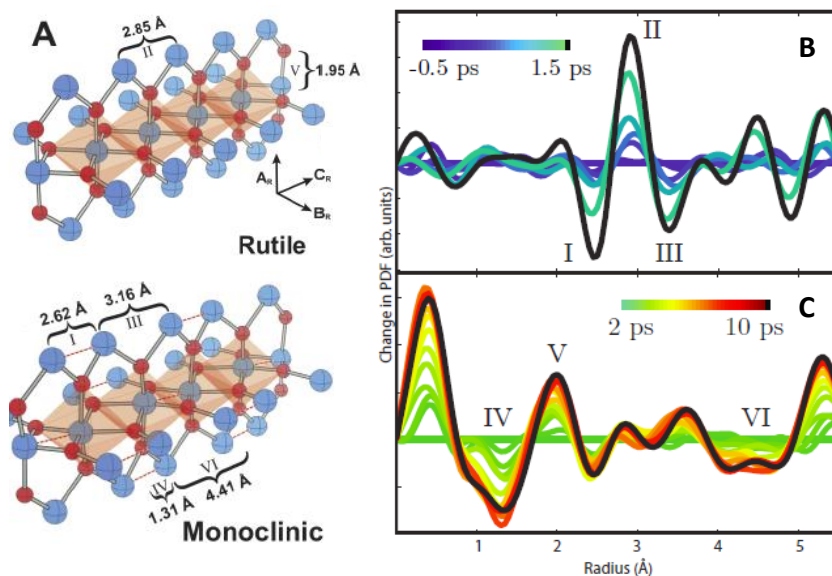 A
2.85 Å
II
V
1.95 Å
A_R
C_R
B_R
Rutile
2.62 Å
3.16 Å
I
III
IV
VI
1.31 Å
4.41 Å
Monoclinic
Change in PDF (arb. units)
B
-0.5 ps
1.5 ps
II
I
III
C
2 ps
10 ps
V
IV
VI
1
2
3
4
5
Radius (Å)